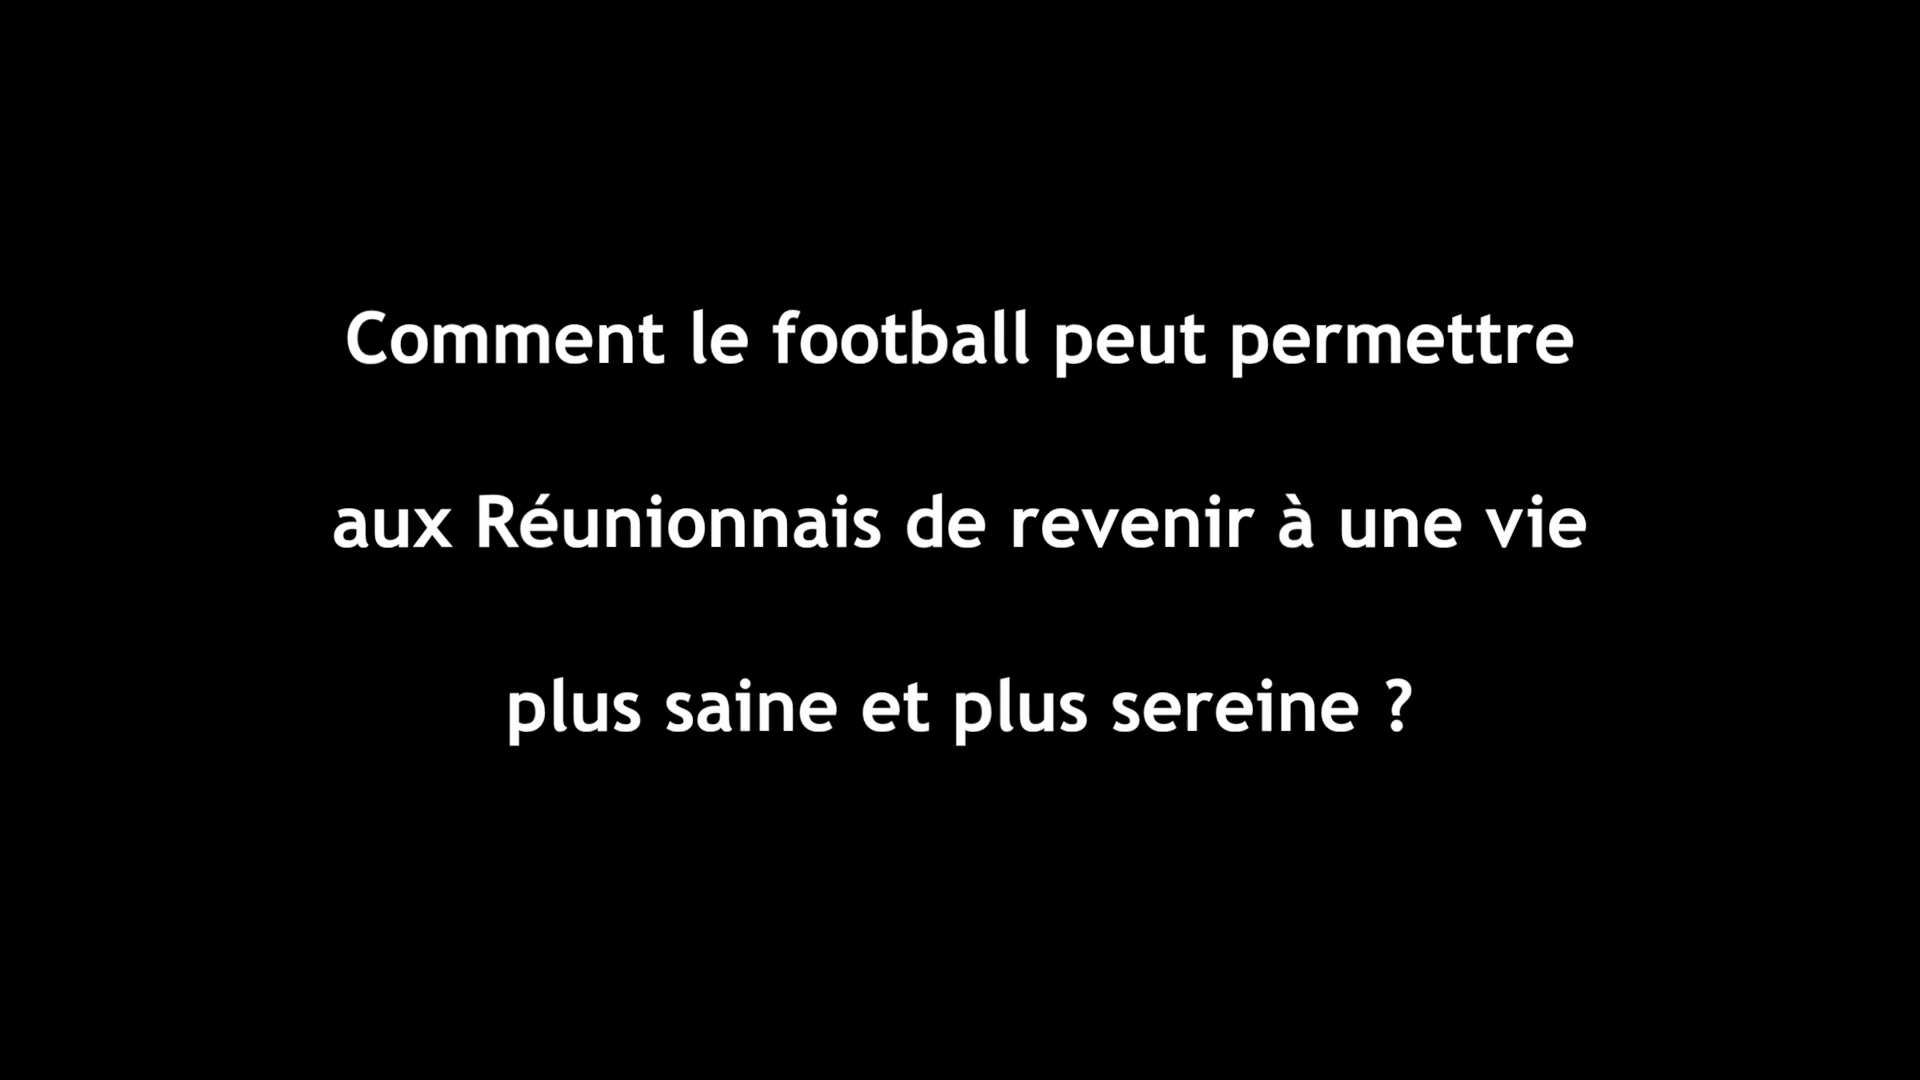 Comment le football peut permettre
aux Réunionnais de revenir à une vie
plus saine et plus sereine ?